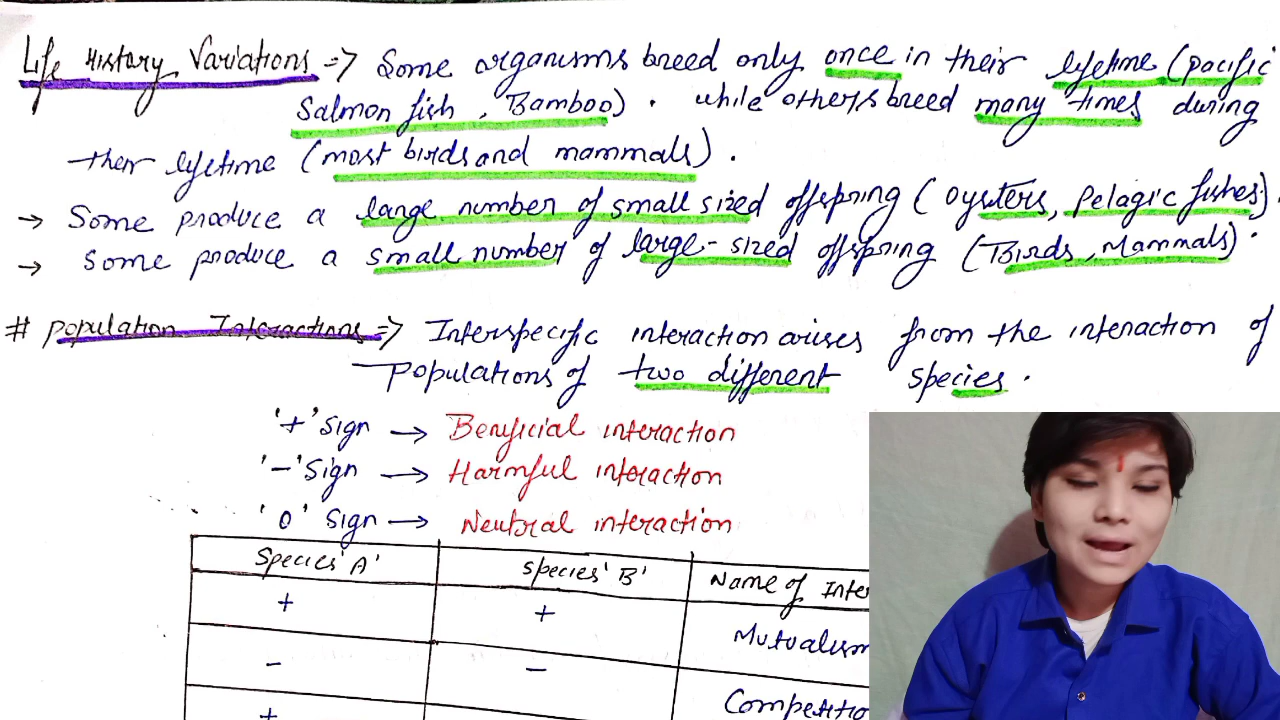 Life History Variations => Some organisms breed only once in their lifetime (pacific
Salmon fish, Bamboo). while others breed many times during
their lifetime (most birds and mammals).
→ Some produce a large number of small sized offspring (Oysters, Pelagic fishes).
→ Some produce a small number of large-sized offspring (Birds, Mammals).
# Population Interactions => Interspecific interaction arises from the interaction of
Populations of two different species.
'+' Sign → Beneficial interaction
'-' Sign → Harmful interaction
'0' Sign → Neutral interaction
Species 'A' Species 'B' Name of Inter
+ + Mutualism
- - Competitio
+